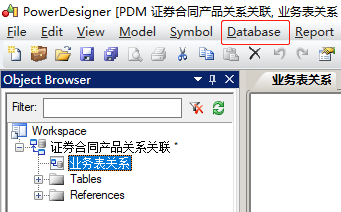 PowerDesigner [PDM 证券合同产品关系关联, 业务表关系
File Edit View Model Symbol Database Report
Object Browser
业务表关系
Filter:
Workspace
证券合同产品关系关联 *
业务表关系
Tables
References